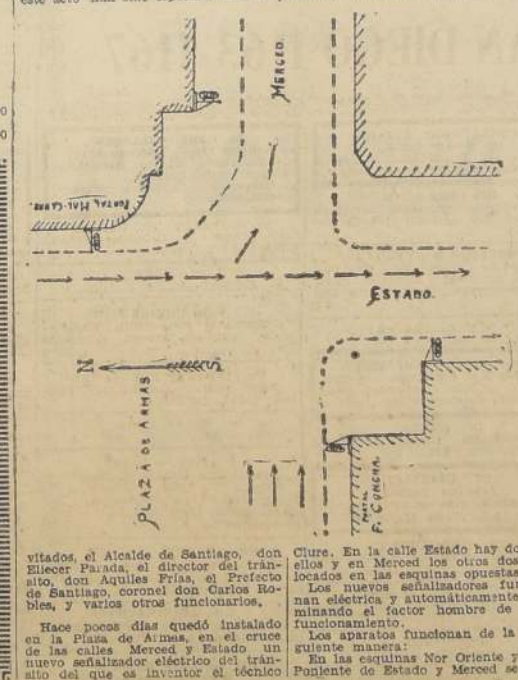 MERCED.
PORTAL MAC-CLURE.
ESTADO.
N S
PLAZA DE ARMAS
PORTAL
F. CONCHA.
vitados, el Alcalde de Santiago, don
Eliecer Parada, el director del trán-
sito, don Aquiles Frías, el Prefecto
de Santiago, coronel don Carlos Ro-
bles, y varios otros funcionarios.
Hace pocos días quedó instalado
en la Plaza de Armas, en el cruce
de las calles Merced y Estado un
nuevo señalizador eléctrico del trán-
sito del que es inventor el técnico
Clure. En la calle Estado hay do
ellos y en Merced los otros dos
locados en las esquinas opuestas
Los nuevos señalizadores fun
nan eléctrica y automáticamente
minando el factor hombre de
funcionamiento.
Los aparatos funcionan de la
guiente manera:
En las esquinas Nor Oriente y
Poniente de Estado y Merced se